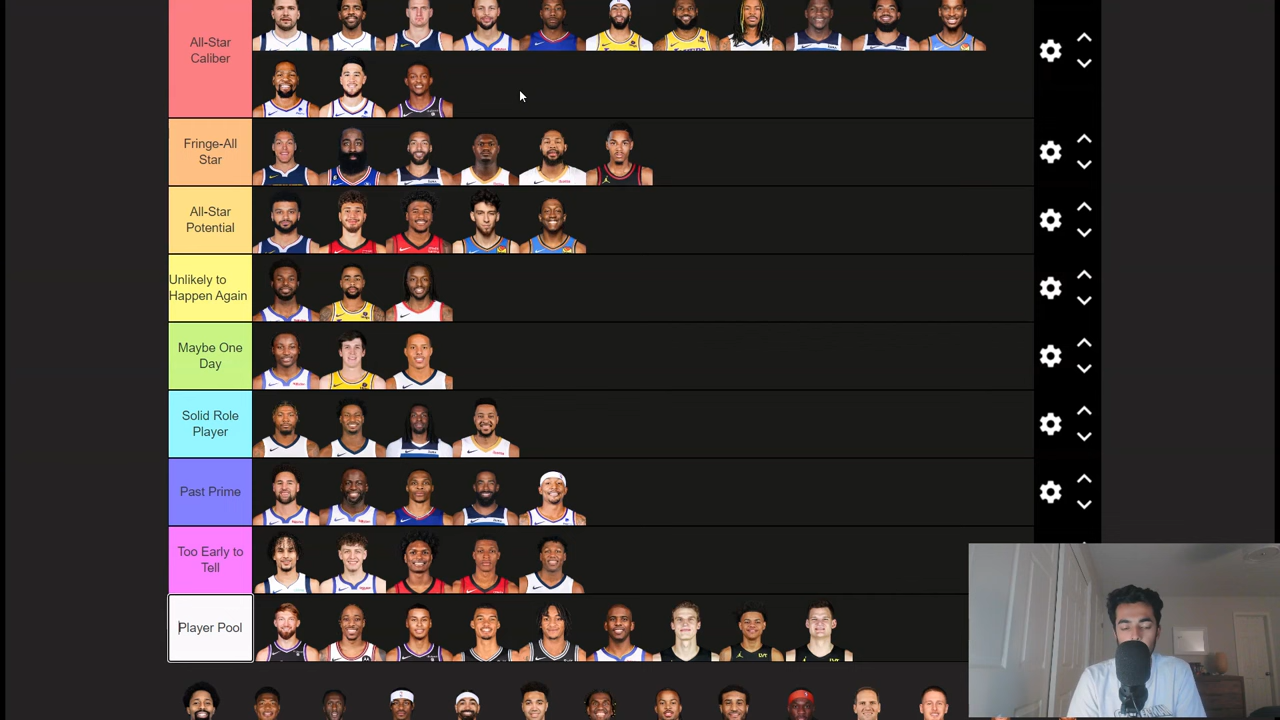 All-Star
Caliber
Fringe-All
Star
All-Star
Potential
Unlikely to
Happen Again
Maybe One
Day
Solid Role
Player
Past Prime
Too Early to
Tell
Player Pool